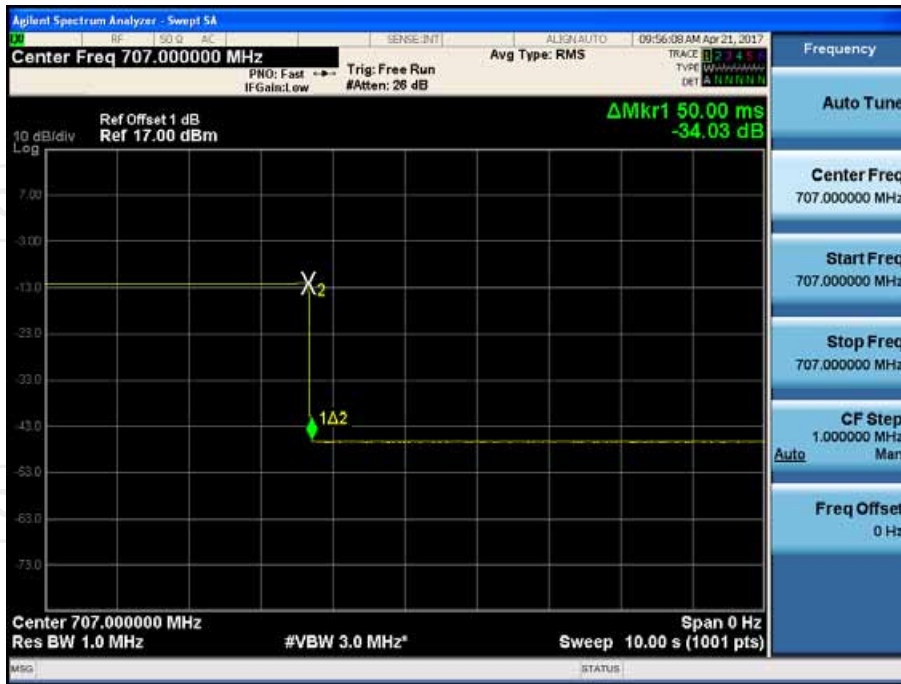 Agilent Spectrum Analyzer - Swept SA
RF 50 Ω AC SENSE:INT ALIGN AUTO 09:56:08 AM Apr 21, 2017
Center Freq 707.000000 MHz
PNO: Fast
IFGain:Low
Trig: Free Run
#Atten: 26 dB
Avg Type: RMS
TRACE 1 2 3 4 5 6
TYPE
DET A N N N N N
ΔMkr1 50.00 ms
-34.03 dB
Ref Offset 1 dB
10 dB/div Ref 17.00 dBm
Log
7.00
-3.00
-13.0
-23.0
-33.0
-43.0
-53.0
-63.0
-73.0
X2
1Δ2
Center 707.000000 MHz Span 0 Hz
Res BW 1.0 MHz #VBW 3.0 MHz* Sweep 10.00 s (1001 pts)
MSG STATUS
Frequency
Auto Tune
Center Freq
707.000000 MHz
Start Freq
707.000000 MHz
Stop Freq
707.000000 MHz
CF Step
1.000000 MHz
Auto Man
Freq Offset
0 Hz